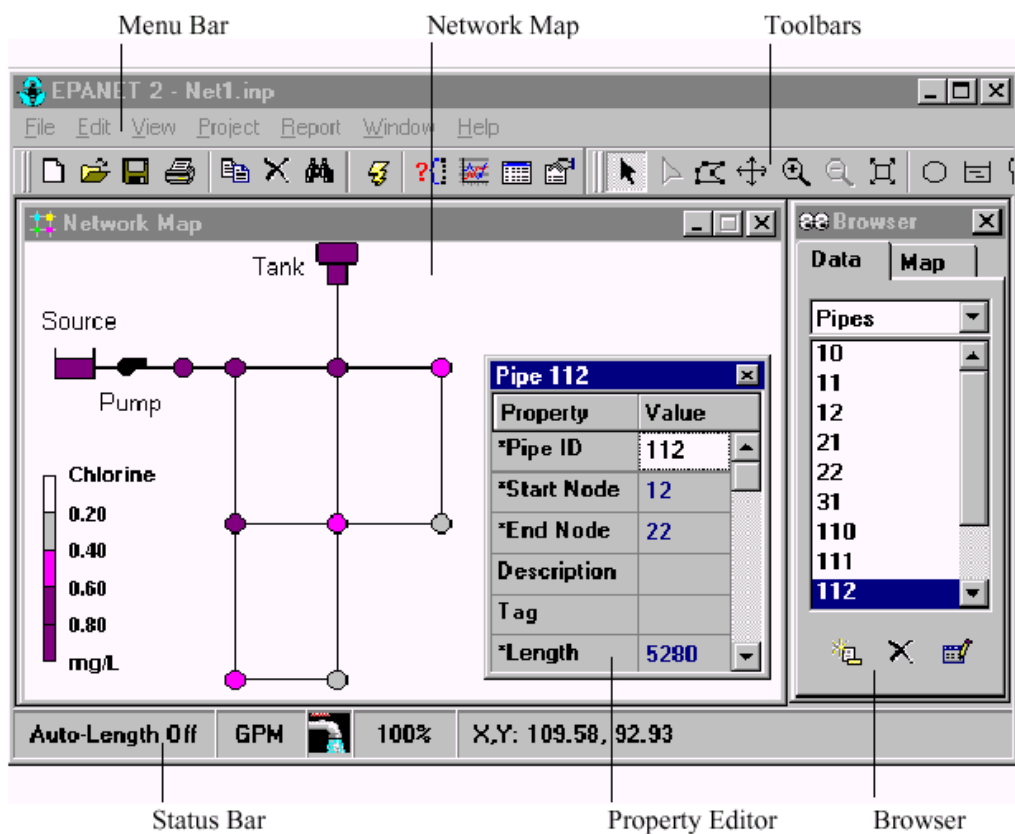 Menu Bar
Network Map
Toolbars
EPANET 2 - Net1.inp
File Edit View Project Report Window Help
Network Map
Tank
Source
Pump
Chlorine
0.20
0.40
0.60
0.80
mg/L
Pipe 112
Property Value
*Pipe ID 112
*Start Node 12
*End Node 22
Description
Tag
*Length 5280
Browser
Data Map
Pipes
10
11
12
21
22
31
110
111
112
Auto-Length Off GPM 100% X,Y: 109.58, 92.93
Status Bar
Property Editor
Browser